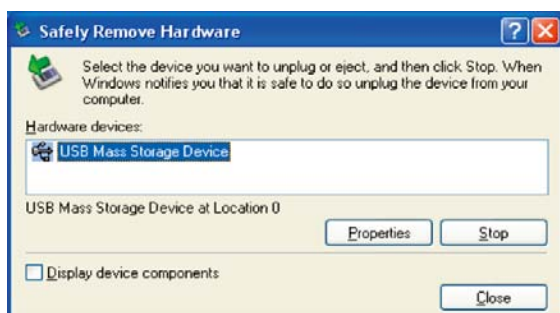 Safely Remove Hardware
Select the device you want to unplug or eject, and then click Stop. When
Windows notifies you that it is safe to do so unplug the device from your
computer.
Hardware devices:
USB Mass Storage Device
USB Mass Storage Device at Location 0
Properties Stop
Display device components
Close